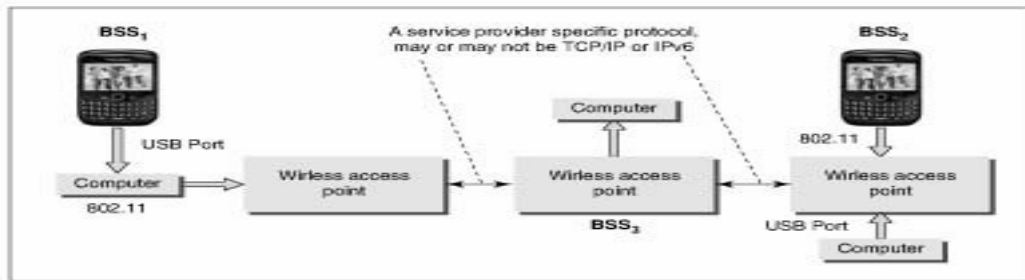 BSS1
A service provider specific protocol,
may or may not be TCP/IP or IPv6
BSS2
USB Port
Computer
802.11
Wirless access
point
Computer
Wirless access
point
BSS3
802.11
Wirless access
point
USB Port
Computer